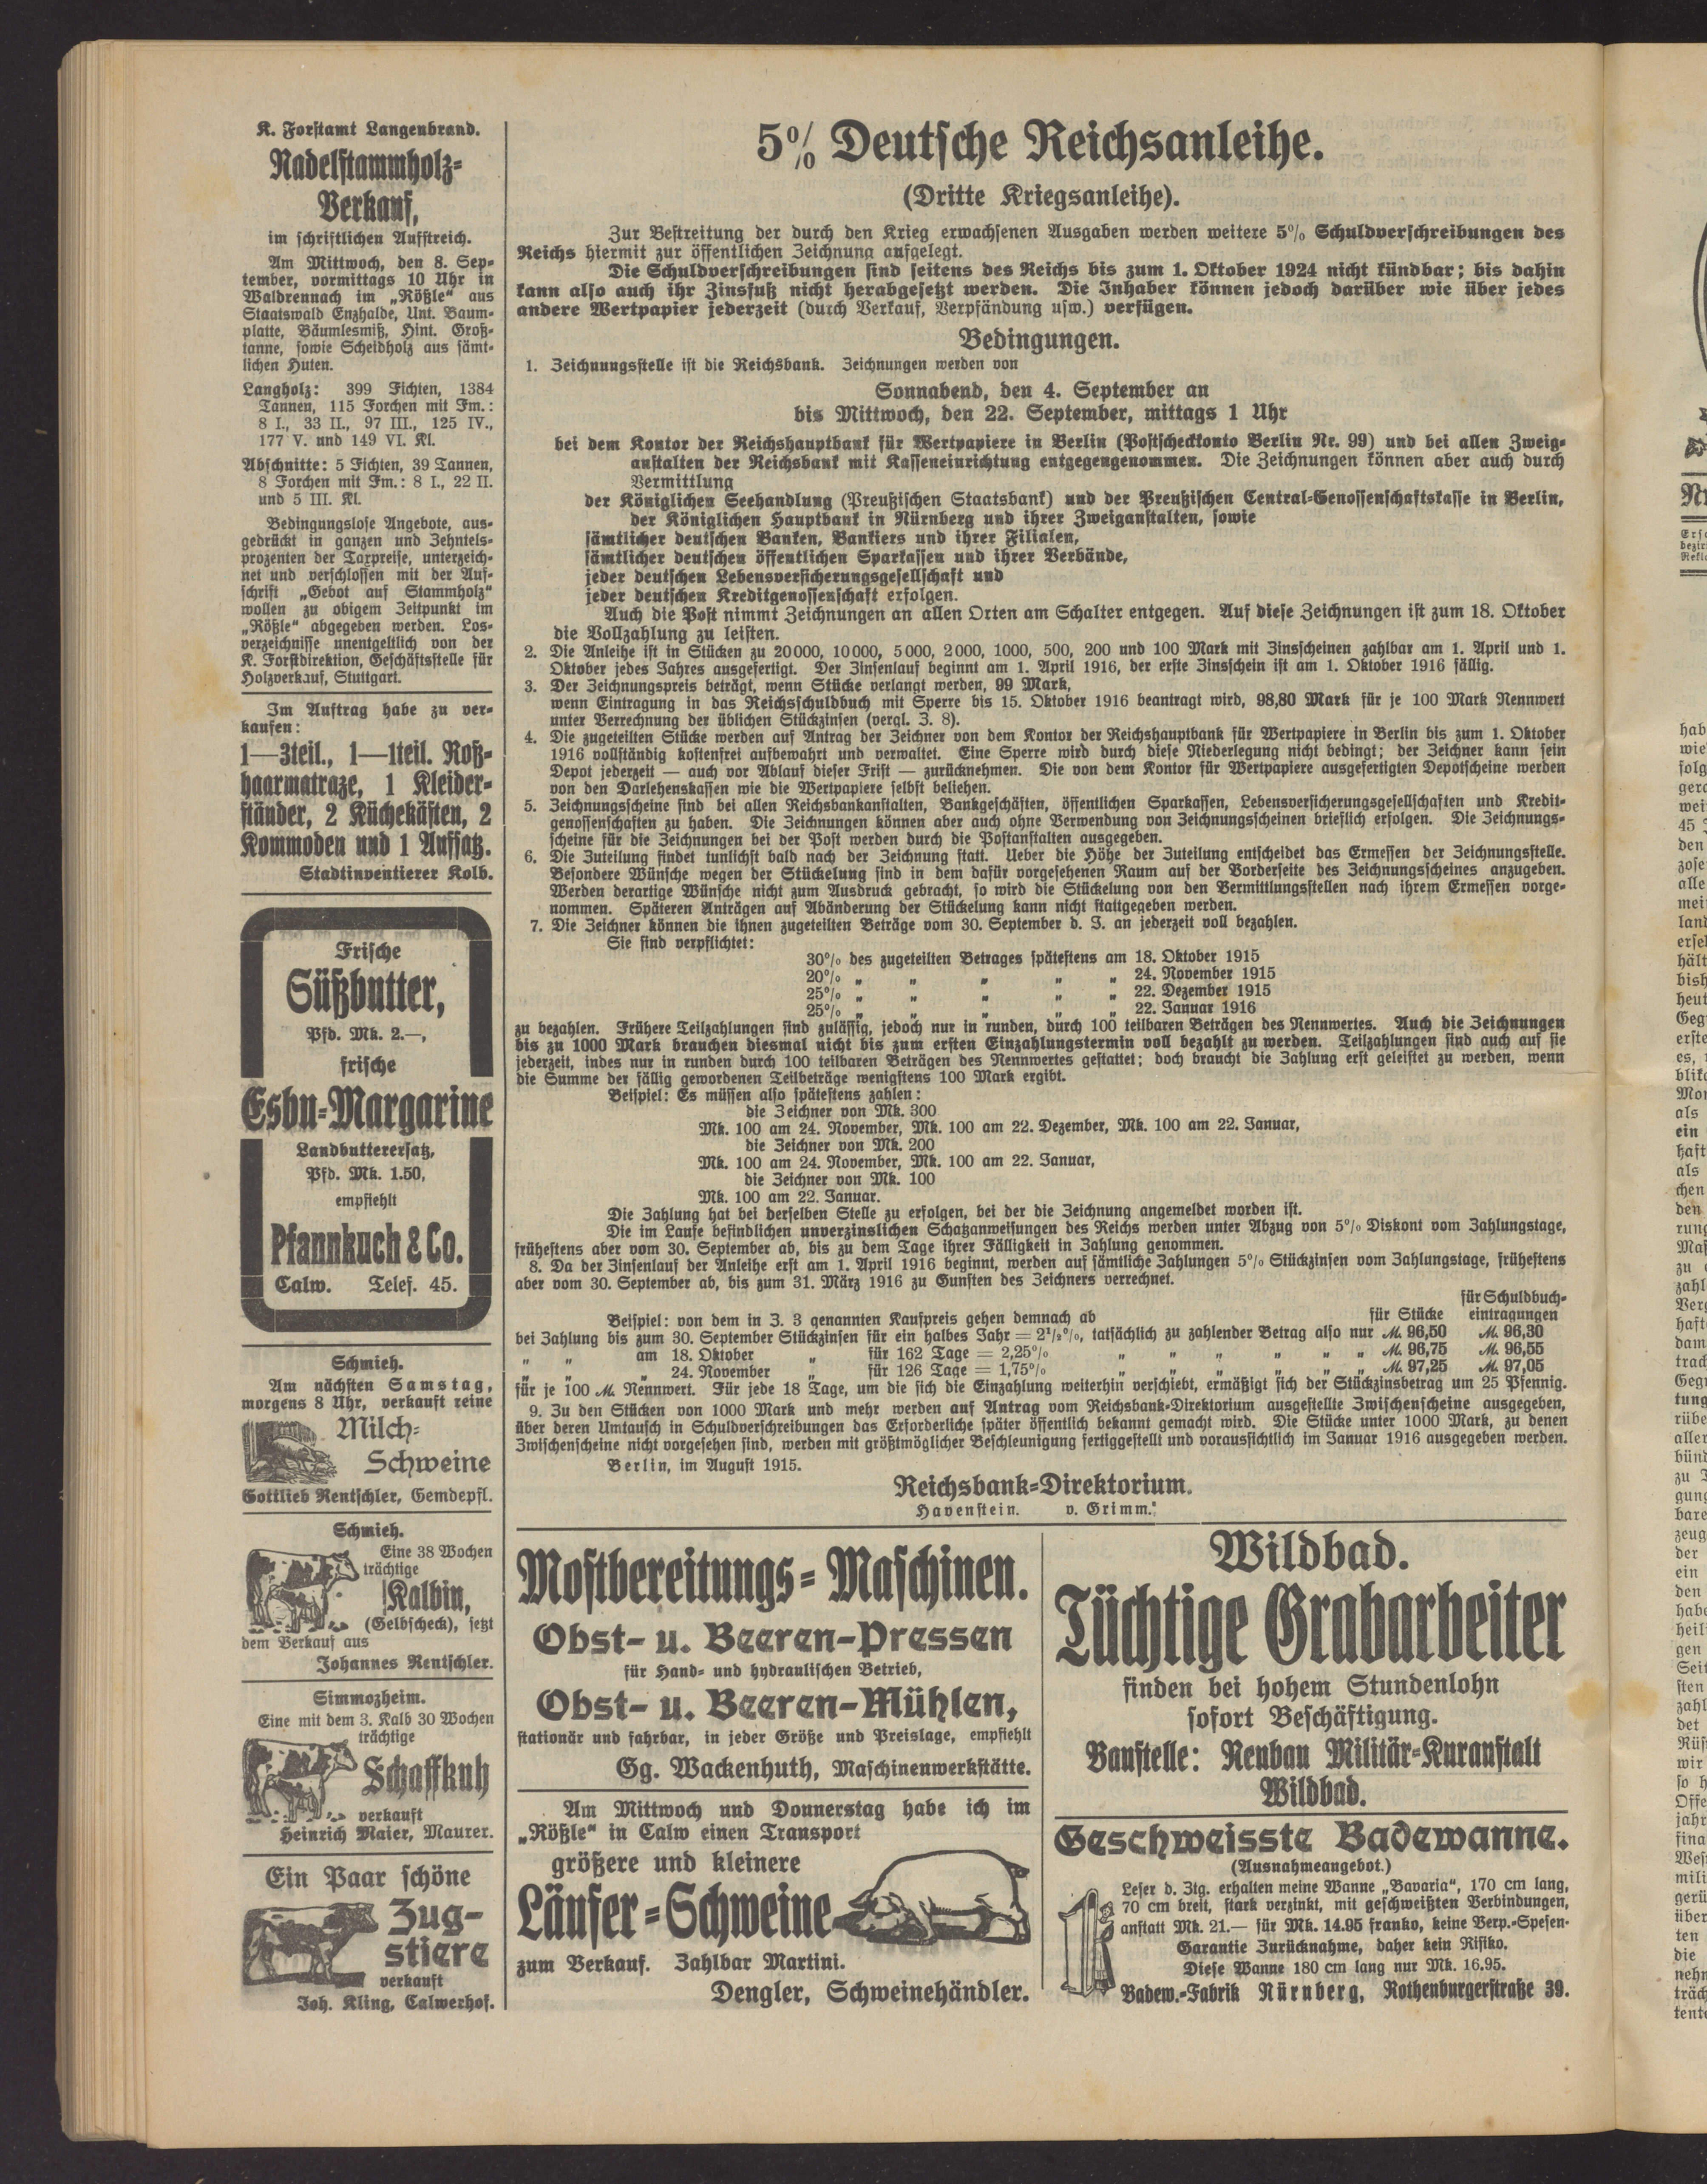 K. Forstamt Langenbrand.
Nadelstammholz-
Verkauf,
im schriftlichen Aufstreich.
Am Mittwoch, den 8. Sep-
tember, vormittags 10 Uhr in
Waldrennach im „Rößle“ aus
Staatswald Enzhalde, Unt. Baum-
platte, Bäumlesmiß, Hint. Groß-
tanne, sowie Scheidholz aus sämt-
lichen Huten.
Langholz: 399 Fichten, 1384
Tannen, 115 Forchen mit Fm.:
8 I., 33 II., 97 III., 125 IV.,
177 V. und 149 VI. Kl.
Abschnitte: 5 Fichten, 39 Tannen,
8 Forchen mit Fm.: 8 I., 22 II.
und 5 III. Kl.
Bedingungslose Angebote, aus-
gedrückt in ganzen und Zehntels-
prozenten der Taxpreise, unterzeich-
net und verschlossen mit der Auf-
schrift „Gebot auf Stammholz“
wollen zu obigem Zeitpunkt im
„Rößle“ abgegeben werden. Los-
verzeichnisse unentgeltlich von der
K. Forstdirektion, Geschäftsstelle für
Holzverkauf, Stuttgart.
Im Auftrag habe zu ver-
kaufen:
1—3teil., 1—1teil. Roß-
haarmatraze, 1 Kleider-
ständer, 2 Küchekästen, 2
Kommoden und 1 Aufsatz.
Stadtinventierer Kolb.
Frische
Süßbutter,
Pfd. Mk. 2.—,
frische
Esbu-Margarine
Landbutterersatz,
Pfd. Mk. 1.50,
empfiehlt
Pfannkuch & Co.
Calw. Telef. 45.
Schmieh.
Am nächsten Samstag,
morgens 8 Uhr, verkauft reine
Milch-
Schweine
Gottlieb Rentschler, Gemdepfl.
Schmieh.
Eine 38 Wochen
trächtige
Kalbin,
(Gelbscheck), setzt
dem Verkauf aus
Johannes Rentschler.
Simmozheim.
Eine mit dem 3. Kalb 30 Wochen
trächtige
Schaffkuh
verkauft
Heinrich Maier, Maurer.
Ein Paar schöne
Zug-
stiere
verkauft
Joh. Kling, Calwerhof.
5% Deutsche Reichsanleihe.
(Dritte Kriegsanleihe).
Zur Bestreitung der durch den Krieg erwachsenen Ausgaben werden weitere 5% Schuldverschreibungen des
Reichs hiermit zur öffentlichen Zeichnung aufgelegt.
Die Schuldverschreibungen sind seitens des Reichs bis zum 1. Oktober 1924 nicht kündbar; bis dahin
kann also auch ihr Zinsfuß nicht herabgesetzt werden. Die Inhaber können jedoch darüber wie über jedes
andere Wertpapier jederzeit (durch Verkauf, Verpfändung usw.) verfügen.
Bedingungen.
1. Zeichnungsstelle ist die Reichsbank. Zeichnungen werden von
Sonnabend, den 4. September an
bis Mittwoch, den 22. September, mittags 1 Uhr
bei dem Kontor der Reichshauptbank für Wertpapiere in Berlin (Postscheckkonto Berlin Nr. 99) und bei allen Zweig-
anstalten der Reichsbank mit Kasseneinrichtung entgegengenommen. Die Zeichnungen können aber auch durch
Vermittlung
der Königlichen Seehandlung (Preußischen Staatsbank) und der Preußischen Central-Genossenschaftskasse in Berlin,
der Königlichen Hauptbank in Nürnberg und ihrer Zweiganstalten, sowie
sämtlicher deutschen Banken, Bankiers und ihrer Filialen,
sämtlicher deutschen öffentlichen Sparkassen und ihrer Verbände,
jeder deutschen Lebensversicherungsgesellschaft und
jeder deutschen Kreditgenossenschaft erfolgen.
Auch die Post nimmt Zeichnungen an allen Orten am Schalter entgegen. Auf diese Zeichnungen ist zum 18. Oktober
die Vollzahlung zu leisten.
2. Die Anleihe ist in Stücken zu 20000, 10000, 5000, 2000, 1000, 500, 200 und 100 Mark mit Zinsscheinen zahlbar am 1. April und 1.
Oktober jedes Jahres ausgefertigt. Der Zinsenlauf beginnt am 1. April 1916, der erste Zinsschein ist am 1. Oktober 1916 fällig.
3. Der Zeichnungspreis beträgt, wenn Stücke verlangt werden, 99 Mark,
wenn Eintragung in das Reichsschuldbuch mit Sperre bis 15. Oktober 1916 beantragt wird, 98,80 Mark für je 100 Mark Nennwert
unter Verrechnung der üblichen Stückzinsen (vergl. Z. 8).
4. Die zugeteilten Stücke werden auf Antrag der Zeichner von dem Kontor der Reichshauptbank für Wertpapiere in Berlin bis zum 1. Oktober
1916 vollständig kostenfrei aufbewahrt und verwaltet. Eine Sperre wird durch diese Niederlegung nicht bedingt; der Zeichner kann sein
Depot jederzeit — auch vor Ablauf dieser Frist — zurücknehmen. Die von dem Kontor für Wertpapiere ausgefertigten Depotscheine werden
von den Darlehenskassen wie die Wertpapiere selbst beliehen.
5. Zeichnungsscheine sind bei allen Reichsbankanstalten, Bankgeschäften, öffentlichen Sparkassen, Lebensversicherungsgesellschaften und Kredit-
genossenschaften zu haben. Die Zeichnungen können aber auch ohne Verwendung von Zeichnungsscheinen brieflich erfolgen. Die Zeichnungs-
scheine für die Zeichnungen bei der Post werden durch die Postanstalten ausgegeben.
6. Die Zuteilung findet tunlichst bald nach der Zeichnung statt. Ueber die Höhe der Zuteilung entscheidet das Ermessen der Zeichnungsstelle.
Besondere Wünsche wegen der Stückelung sind in dem dafür vorgesehenen Raum auf der Vorderseite des Zeichnungsscheines anzugeben.
Werden derartige Wünsche nicht zum Ausdruck gebracht, so wird die Stückelung von den Vermittlungsstellen nach ihrem Ermessen vorge-
nommen. Späteren Anträgen auf Abänderung der Stückelung kann nicht stattgegeben werden.
7. Die Zeichner können die ihnen zugeteilten Beträge vom 30. September d. J. an jederzeit voll bezahlen.
Sie sind verpflichtet:
30% des zugeteilten Betrages spätestens am 18. Oktober 1915
20% „ „ „ „ „ 24. November 1915
25% „ „ „ „ „ 22. Dezember 1915
25% „ „ „ „ „ 22. Januar 1916
zu bezahlen. Frühere Teilzahlungen sind zulässig, jedoch nur in runden, durch 100 teilbaren Beträgen des Nennwertes. Auch die Zeichnungen
bis zu 1000 Mark brauchen diesmal nicht bis zum ersten Einzahlungstermin voll bezahlt zu werden. Teilzahlungen sind auch auf sie
jederzeit, indes nur in runden durch 100 teilbaren Beträgen des Nennwertes gestattet; doch braucht die Zahlung erst geleistet zu werden, wenn
die Summe der fällig gewordenen Teilbeträge wenigstens 100 Mark ergibt.
Beispiel: Es müssen also spätestens zahlen:
die Zeichner von Mk. 300
Mk. 100 am 24. November, Mk. 100 am 22. Dezember, Mk. 100 am 22. Januar,
die Zeichner von Mk. 200
Mk. 100 am 24. November, Mk. 100 am 22. Januar,
die Zeichner von Mk. 100
Mk. 100 am 22. Januar.
Die Zahlung hat bei derselben Stelle zu erfolgen, bei der die Zeichnung angemeldet worden ist.
Die im Laufe befindlichen unverzinslichen Schatzanweisungen des Reichs werden unter Abzug von 5% Diskont vom Zahlungstage,
frühestens aber vom 30. September ab, bis zu dem Tage ihrer Fälligkeit in Zahlung genommen.
8. Da der Zinsenlauf der Anleihe erst am 1. April 1916 beginnt, werden auf sämtliche Zahlungen 5% Stückzinsen vom Zahlungstage, frühestens
aber vom 30. September ab, bis zum 31. März 1916 zu Gunsten des Zeichners verrechnet.
für Schuldbuch-
Beispiel: von dem in Z. 3 genannten Kaufpreis gehen demnach ab für Stücke eintragungen
bei Zahlung bis zum 30. September Stückzinsen für ein halbes Jahr = 2½%, tatsächlich zu zahlender Betrag also nur M. 96,50 M. 96,30
„ „ am 18. Oktober „ für 162 Tage = 2,25% „ „ „ „ „ „ M. 96,75 M. 96,55
„ „ „ 24. November „ für 126 Tage = 1,75% „ „ „ „ „ „ M. 97,25 M. 97,05
für je 100 M. Nennwert. Für jede 18 Tage, um die sich die Einzahlung weiterhin verschiebt, ermäßigt sich der Stückzinsbetrag um 25 Pfennig.
9. Zu den Stücken von 1000 Mark und mehr werden auf Antrag vom Reichsbank-Direktorium ausgestellte Zwischenscheine ausgegeben,
über deren Umtausch in Schuldverschreibungen das Erforderliche später öffentlich bekannt gemacht wird. Die Stücke unter 1000 Mark, zu denen
Zwischenscheine nicht vorgesehen sind, werden mit größtmöglicher Beschleunigung fertiggestellt und voraussichtlich im Januar 1916 ausgegeben werden.
Berlin, im August 1915.
Reichsbank-Direktorium.
Havenstein. v. Grimm.
Mostbereitungs-Maschinen.
Obst- u. Beeren-Pressen
für Hand- und hydraulischen Betrieb,
Obst- u. Beeren-Mühlen,
stationär und fahrbar, in jeder Größe und Preislage, empfiehlt
Gg. Wackenhuth, Maschinenwerkstätte.
Am Mittwoch und Donnerstag habe ich im
„Rößle“ in Calw einen Transport
größere und kleinere
Läufer-Schweine
zum Verkauf. Zahlbar Martini.
Dengler, Schweinehändler.
Wildbad.
Tüchtige Grabarbeiter
finden bei hohem Stundenlohn
sofort Beschäftigung.
Baustelle: Neubau Militär-Kuranstalt
Wildbad.
Geschweisste Badewanne.
(Ausnahmeangebot.)
Leser d. Ztg. erhalten meine Wanne „Bavaria“, 170 cm lang,
70 cm breit, stark verzinkt, mit geschweißten Verbindungen,
anstatt Mk. 21.— für Mk. 14.95 franko, keine Verp.-Spesen-
Garantie Zurücknahme, daher kein Risiko.
Diese Wanne 180 cm lang nur Mk. 16.95.
Badew.-Fabrik Nürnberg, Rothenburgerstraße 39.